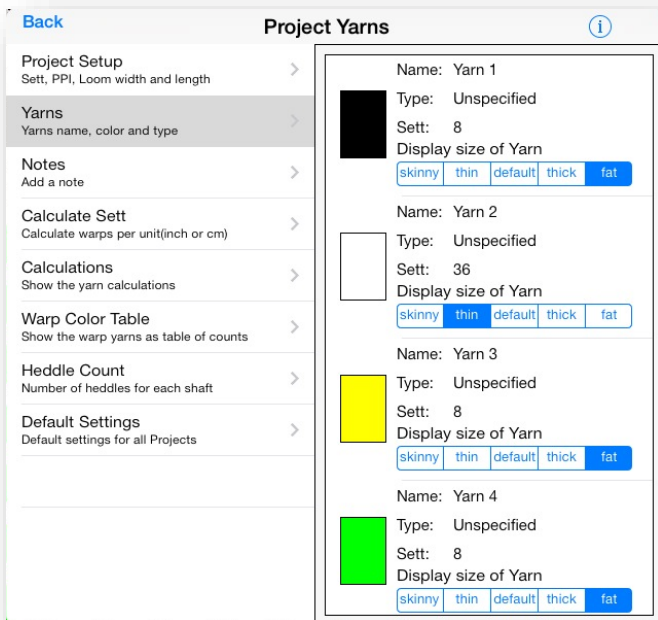 Back
Project Yarns
i
Project Setup
Sett, PPI, Loom width and length
Yarns
Yarns name, color and type
Notes
Add a note
Calculate Sett
Calculate warps per unit(inch or cm)
Calculations
Show the yarn calculations
Warp Color Table
Show the warp yarns as table of counts
Heddle Count
Number of heddles for each shaft
Default Settings
Default settings for all Projects
Name: Yarn 1
Type: Unspecified
Sett: 8
Display size of Yarn
skinny thin default thick fat
Name: Yarn 2
Type: Unspecified
Sett: 36
Display size of Yarn
skinny thin default thick fat
Name: Yarn 3
Type: Unspecified
Sett: 8
Display size of Yarn
skinny thin default thick fat
Name: Yarn 4
Type: Unspecified
Sett: 8
Display size of Yarn
skinny thin default thick fat